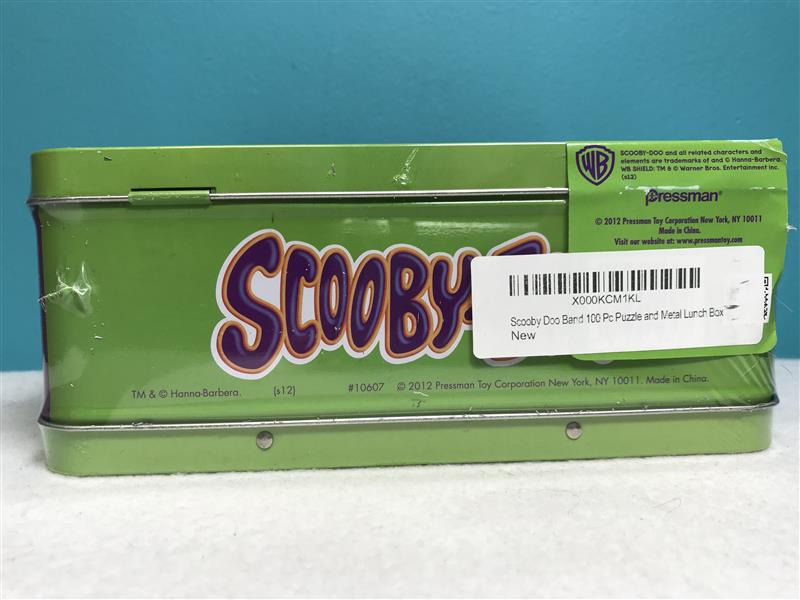 WB
SCOOBY-DOO and all related characters and
elements are trademarks of and © Hanna-Barbera.
WB SHIELD: TM & © Warner Bros. Entertainment Inc.
(s12)
Pressman®
© 2012 Pressman Toy Corporation New York, NY 10011
Made in China.
Visit our website at: www.pressmantoy.com
SCOOBY-
X000KCM1KL
Scooby Doo Band 100 Pc Puzzle and Metal Lunch Box
New
TM & © Hanna-Barbera. (s12) #10607 © 2012 Pressman Toy Corporation New York, NY 10011. Made in China.